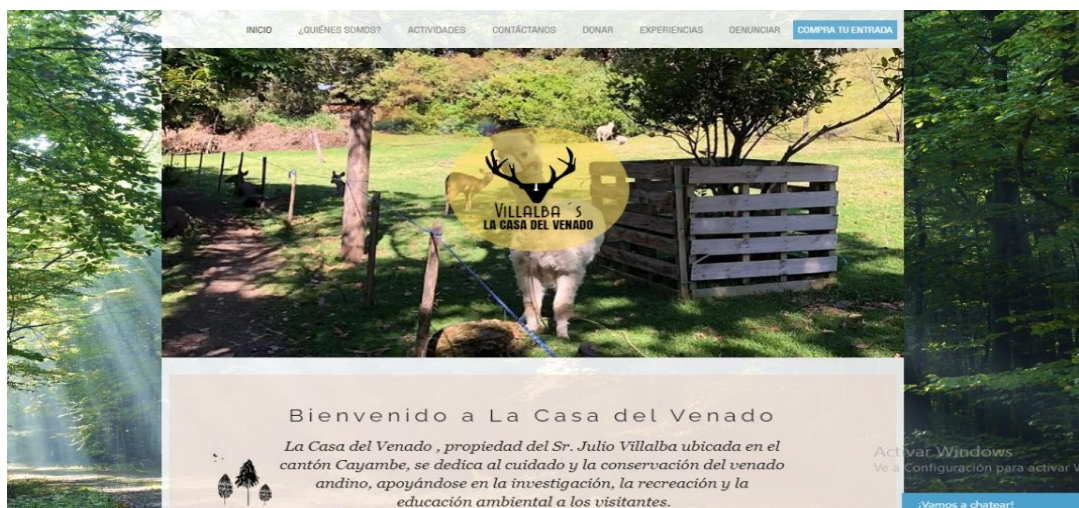 INICIO ¿QUIÉNES SOMOS? ACTIVIDADES CONTÁCTANOS DONAR EXPERIENCIAS DENUNCIAR COMPRA TU ENTRADA
VILLALBA ´S
LA CASA DEL VENADO
Bienvenido a La Casa del Venado
La Casa del Venado , propiedad del Sr. Julio Villalba ubicada en el
cantón Cayambe, se dedica al cuidado y la conservación del venado
andino, apoyándose en la investigación, la recreación y la
educación ambiental a los visitantes.
Activar Windows
Ve a Configuración para activar W
¡Vamos a chatear!